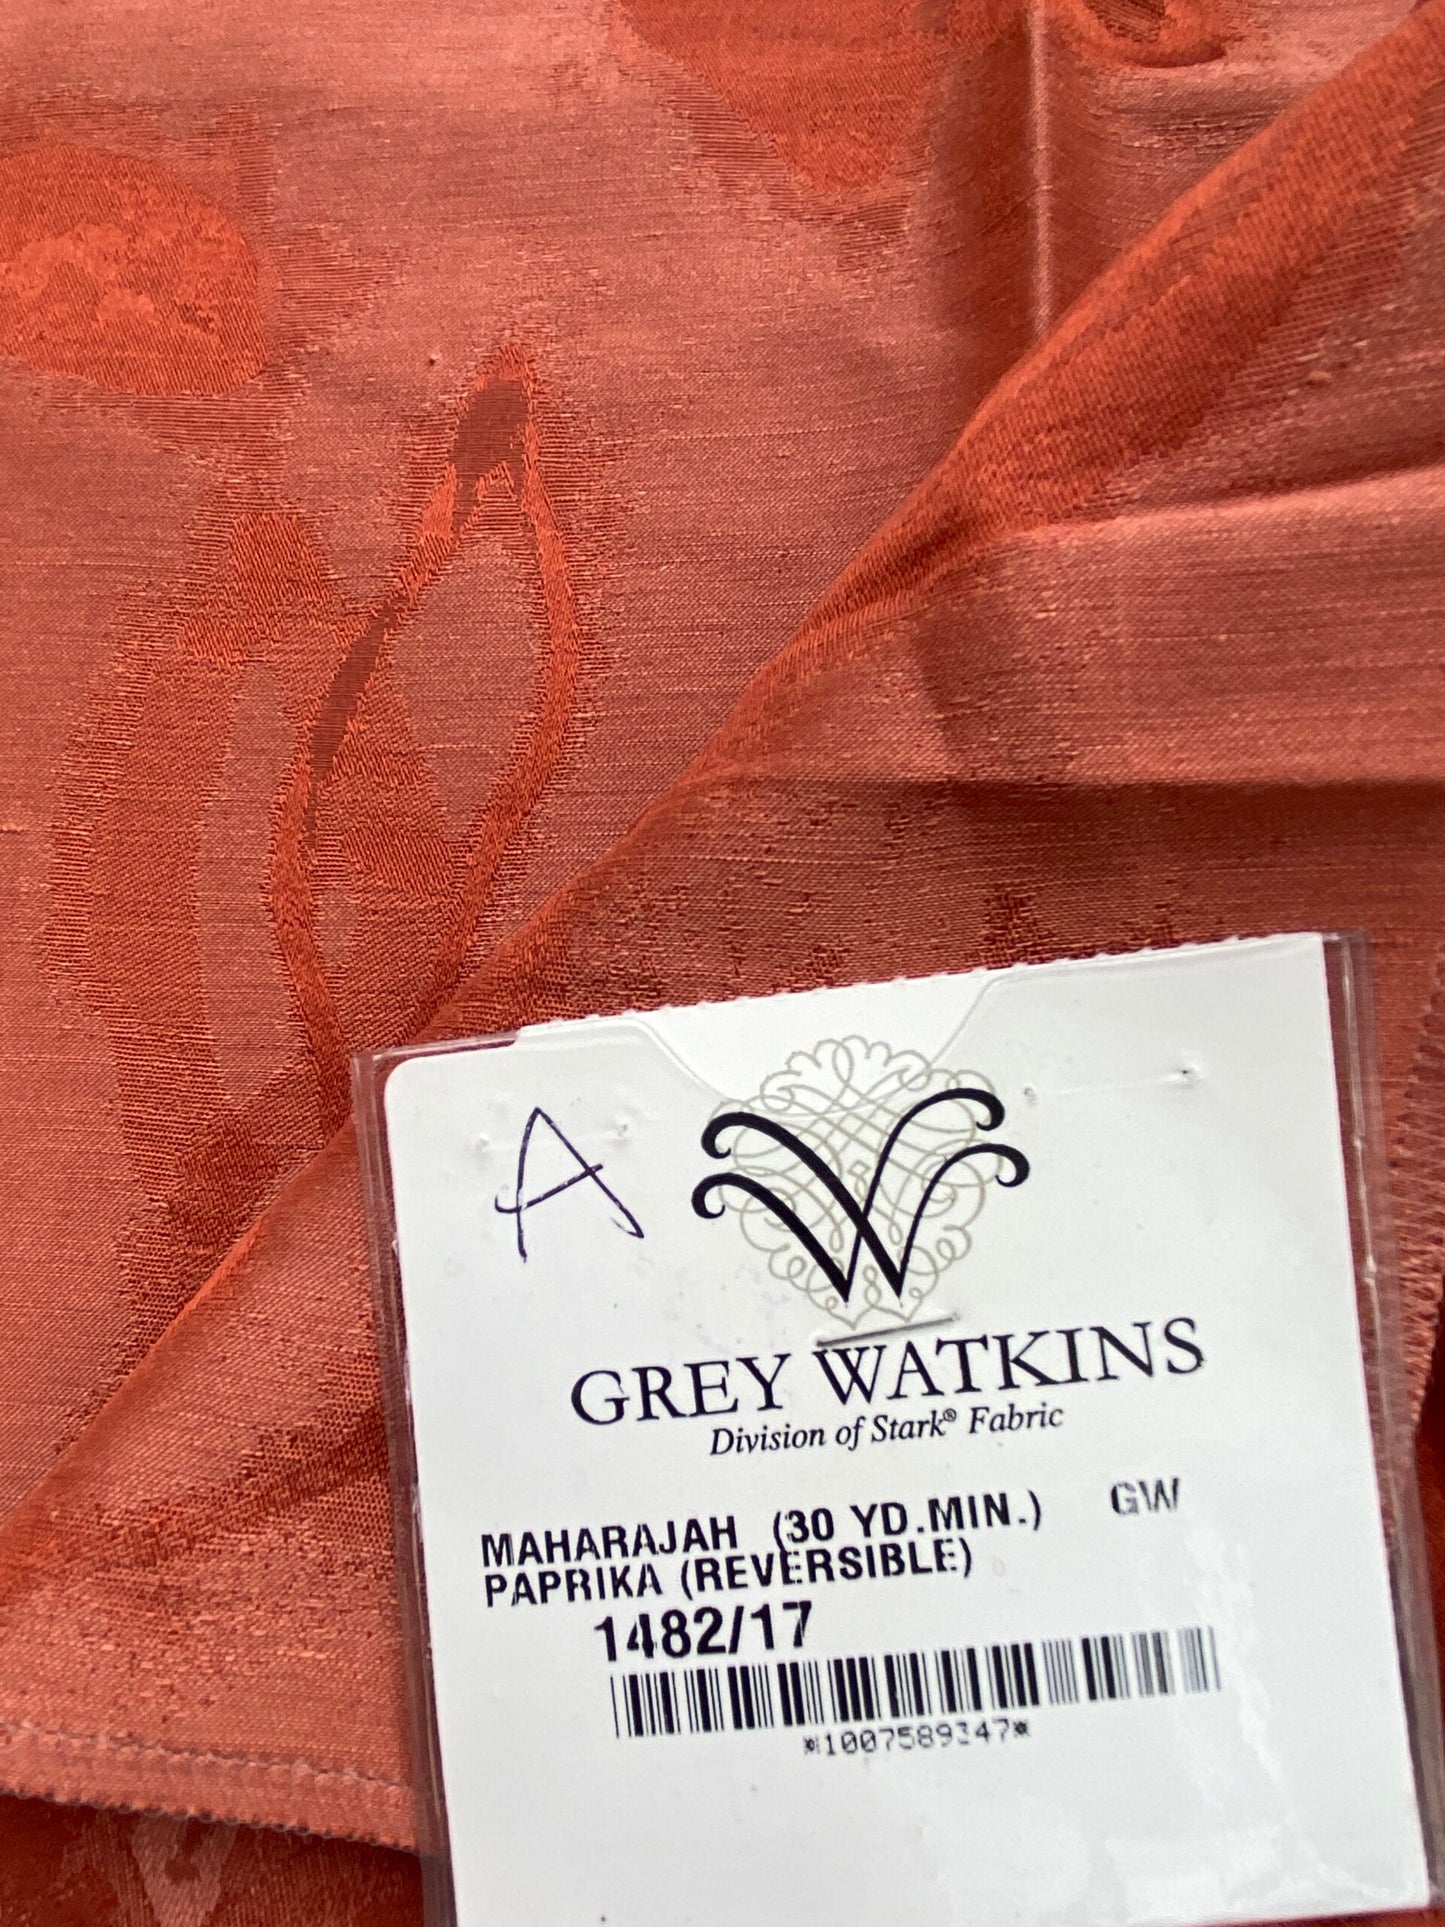 A
W
GREY WATKINS
Division of Stark® Fabric
MAHARAJAH (30 YD.MIN.) GW
PAPRIKA (REVERSIBLE)
1482/17
*1007589347*